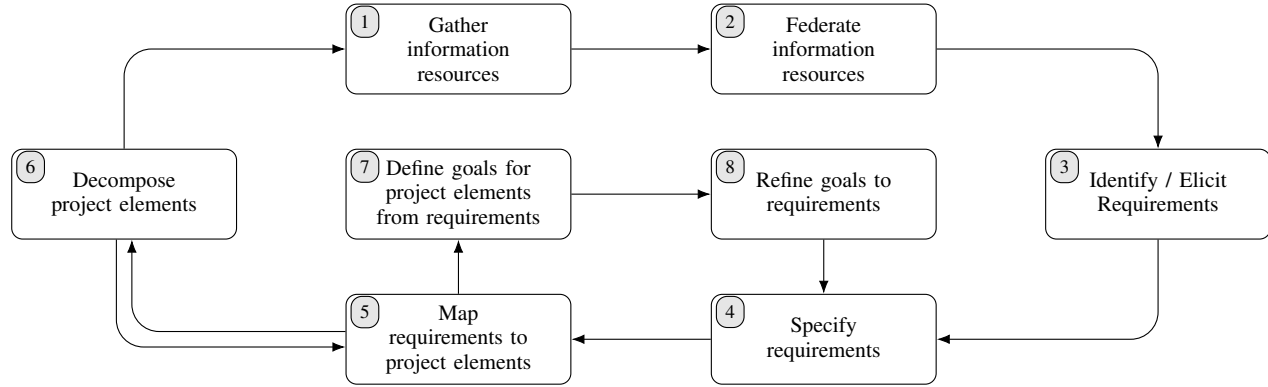 1
Gather
information
resources
2
Federate
information
resources
6
Decompose
project elements
7
Define goals for
project elements
from requirements
8
Refine goals to
requirements
3
Identify / Elicit
Requirements
5
Map
requirements to
project elements
4
Specify
requirements